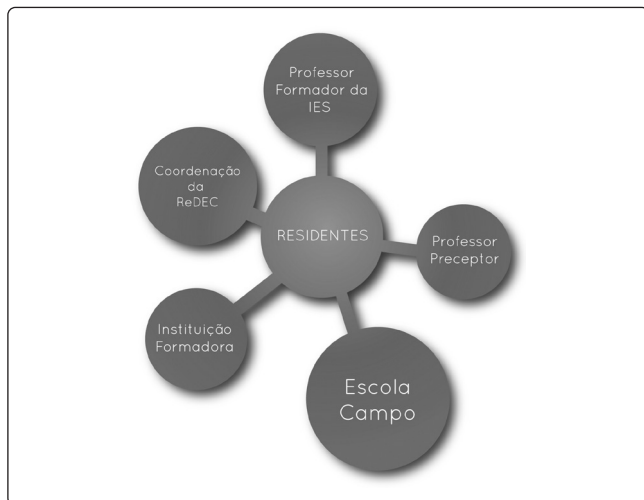 Professor
Formador da
IES
Coordenação
da
ReDEC
RESIDENTES
Professor
Preceptor
Instituição
Formadora
Escola
Campo